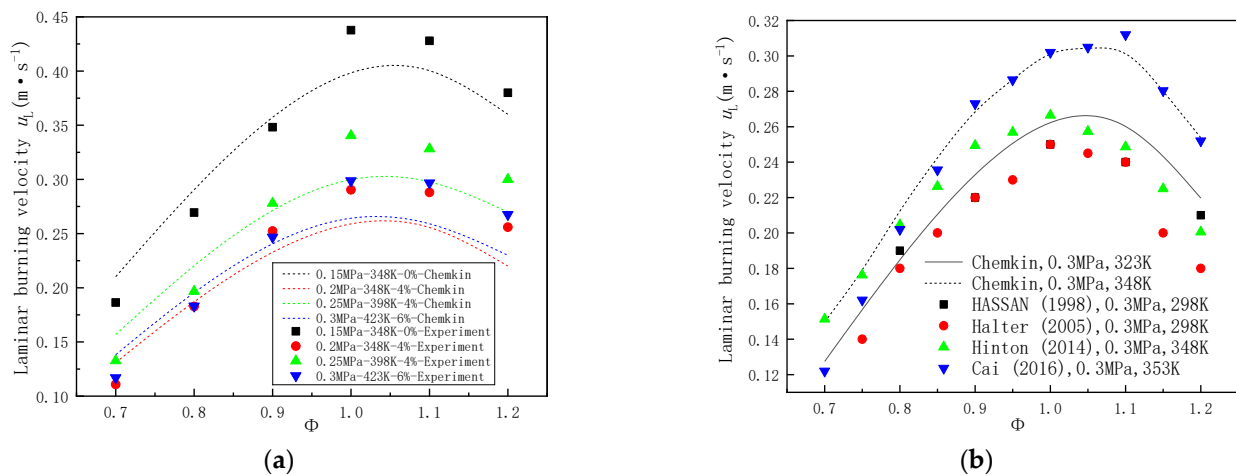 0.45
0.40
0.35
0.30
0.25
0.20
0.15
0.10
Laminar burning velocity u_L(m·s⁻¹)
0.15MPa-348K-0%-Chemkin
0.2MPa-348K-4%-Chemkin
0.25MPa-398K-4%-Chemkin
0.3MPa-423K-6%-Chemkin
0.15MPa-348K-0%-Experiment
0.2MPa-348K-4%-Experiment
0.25MPa-398K-4%-Experiment
0.3MPa-423K-6%-Experiment
0.7 0.8 0.9 1.0 1.1 1.2
Φ
(a)
0.32
0.30
0.28
0.26
0.24
0.22
0.20
0.18
0.16
0.14
0.12
Laminar burning velocity u_L(m·s⁻¹)
Chemkin,0.3MPa,323K
Chemkin,0.3MPa,348K
HASSAN (1998),0.3MPa,298K
Halter (2005),0.3MPa,298K
Hinton (2014),0.3MPa,348K
Cai (2016),0.3MPa,353K
0.7 0.8 0.9 1.0 1.1 1.2
Φ
(b)